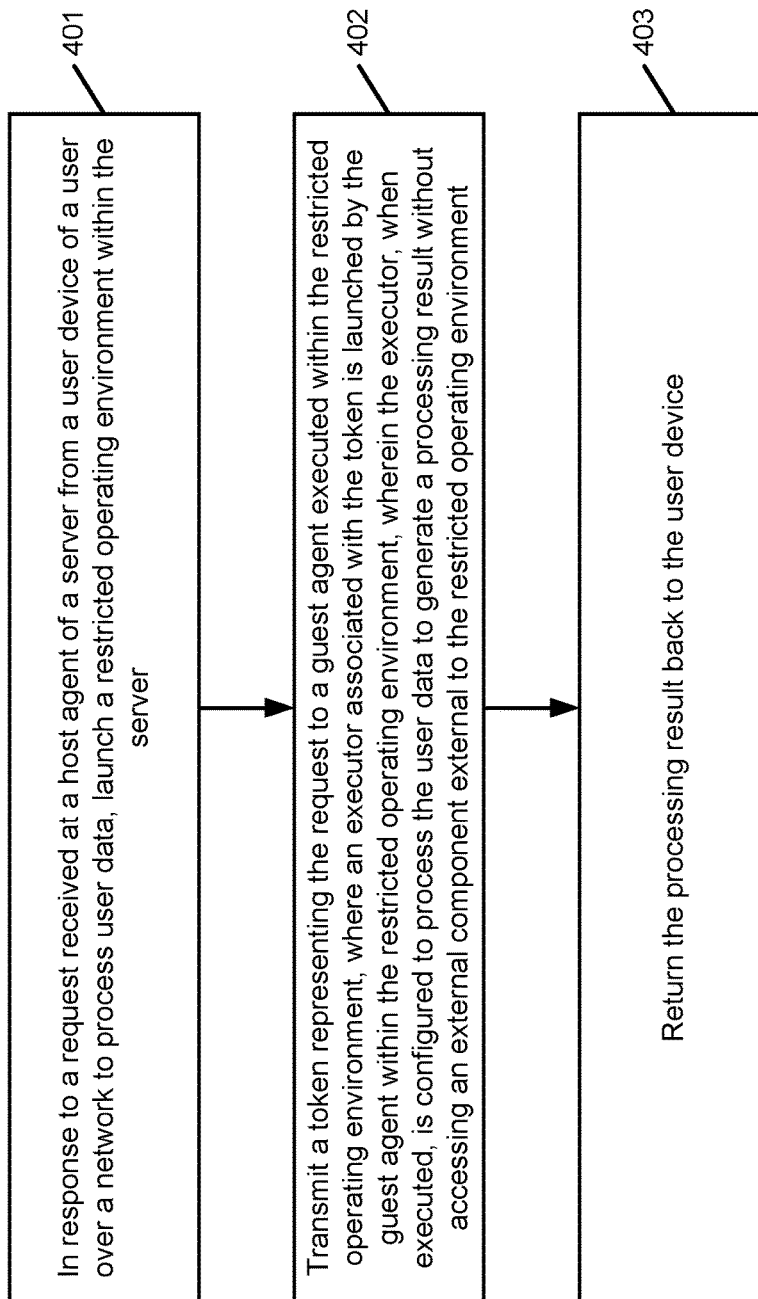 In response to a request received at a host agent of a server from a user device of a user
over a network to process user data, launch a restricted operating environment within the
server
401
Transmit a token representing the request to a guest agent executed within the restricted
operating environment, where an executor associated with the token is launched by the
guest agent within the restricted operating environment, wherein the executor, when
executed, is configured to process the user data to generate a processing result without
accessing an external component external to the restricted operating environment
402
Return the processing result back to the user device
403